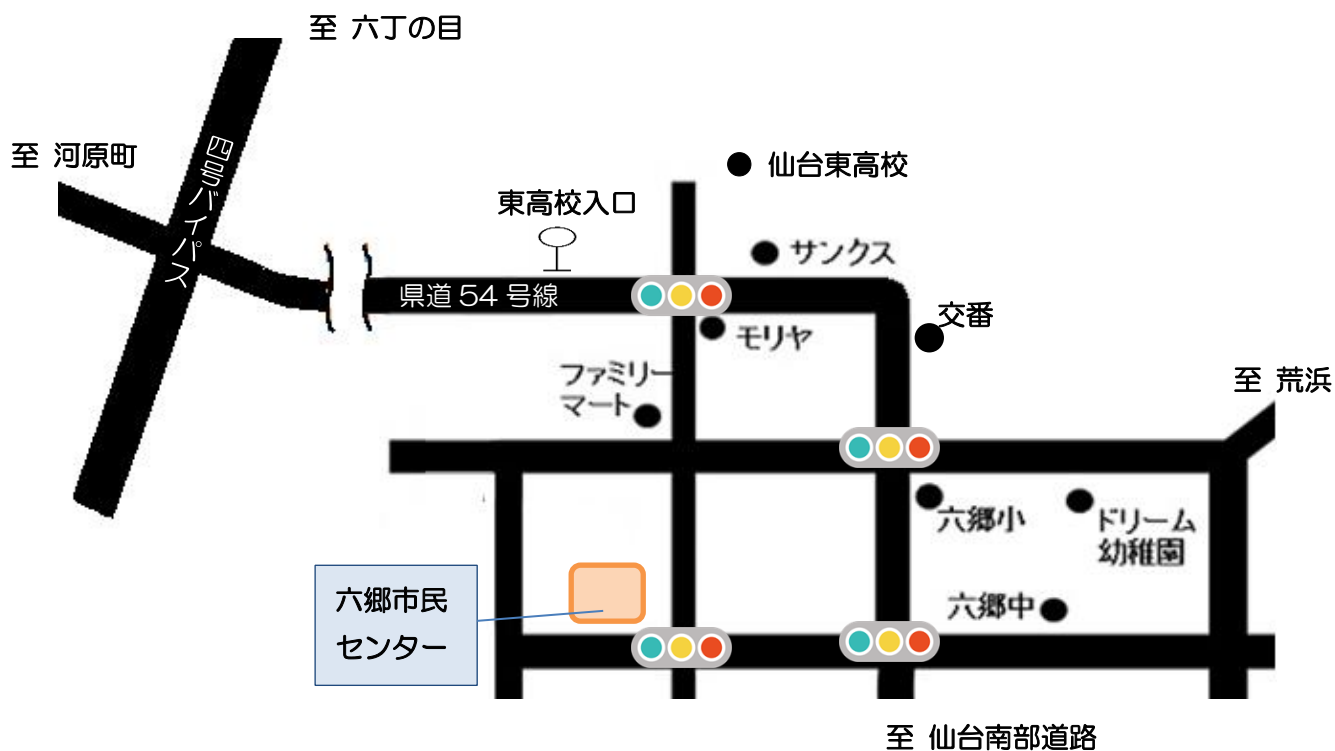 至 六丁の目
至 河原町
四号バイパス
仙台東高校
東高校入口
サンクス
県道 54 号線
交番
モリヤ
ファミリー
マート
至 荒浜
六郷小
ドリーム
幼稚園
六郷市民
センター
六郷中
至 仙台南部道路